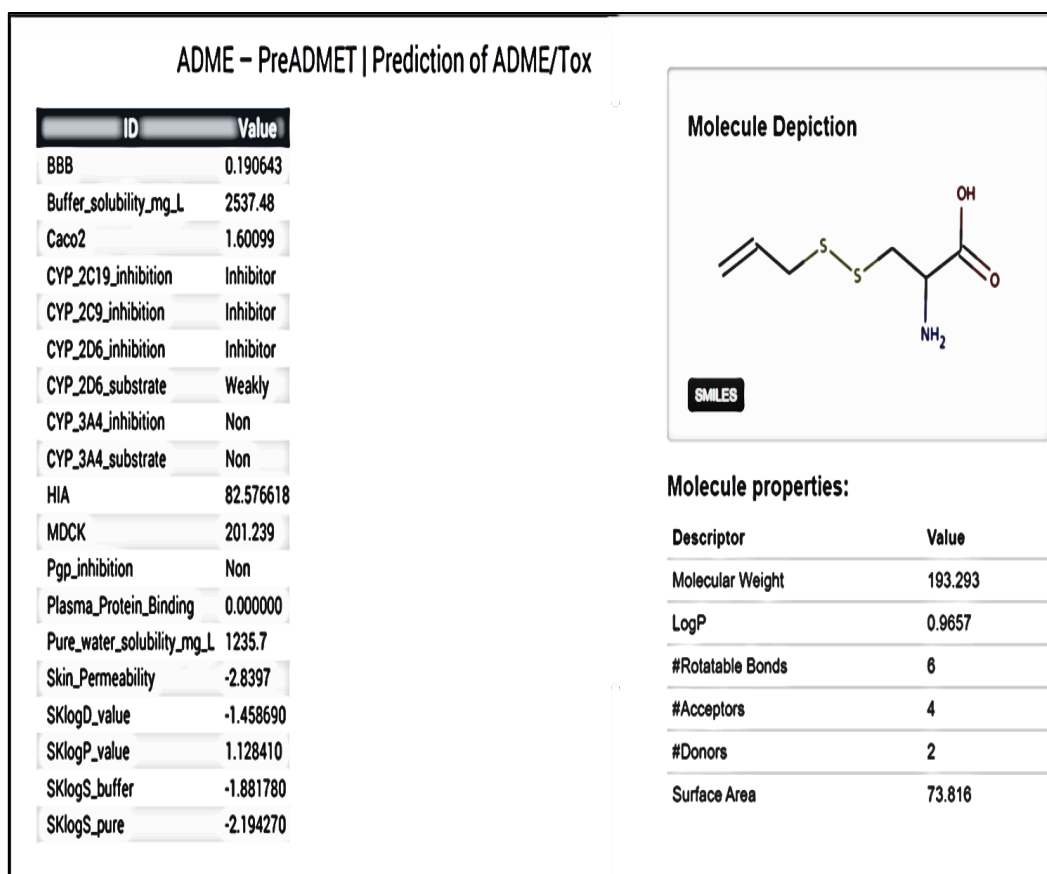 ADME – PreADMET | Prediction of ADME/Tox
ID Value
BBB 0.190643
Buffer_solubility_mg_L 2537.48
Caco2 1.60099
CYP_2C19_inhibition Inhibitor
CYP_2C9_inhibition Inhibitor
CYP_2D6_inhibition Inhibitor
CYP_2D6_substrate Weakly
CYP_3A4_inhibition Non
CYP_3A4_substrate Non
HIA 82.576618
MDCK 201.239
Pgp_inhibition Non
Plasma_Protein_Binding 0.000000
Pure_water_solubility_mg_L 1235.7
Skin_Permeability -2.8397
SKlogD_value -1.458690
SKlogP_value 1.128410
SKlogS_buffer -1.881780
SKlogS_pure -2.194270
Molecule Depiction
OH
S
S
O
NH2
SMILES
Molecule properties:
Descriptor Value
Molecular Weight 193.293
LogP 0.9657
#Rotatable Bonds 6
#Acceptors 4
#Donors 2
Surface Area 73.816